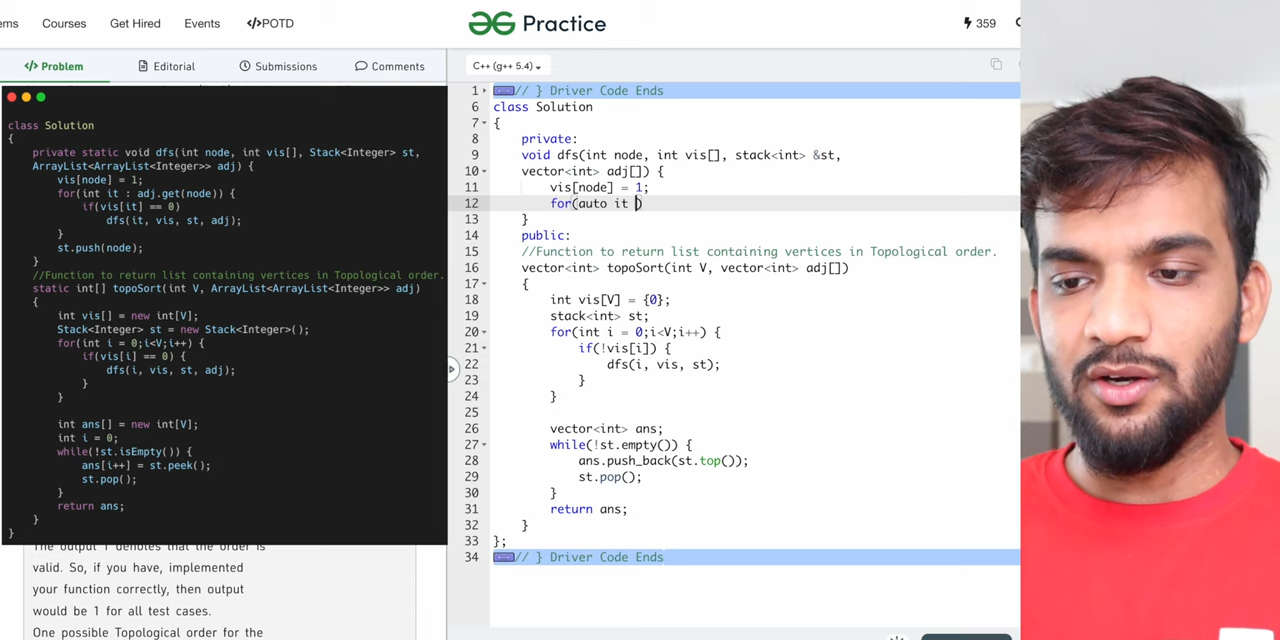 ems Courses Get Hired Events </>POTD
Practice
359
</> Problem Editorial Submissions Comments
C++ (g++ 5.4)
class Solution
{
private static void dfs(int node, int vis[], Stack<Integer> st,
ArrayList<ArrayList<Integer>> adj) {
vis[node] = 1;
for(int it : adj.get(node)) {
if(vis[it] == 0)
dfs(it, vis, st, adj);
}
st.push(node);
}
//Function to return list containing vertices in Topological order.
static int[] topoSort(int V, ArrayList<ArrayList<Integer>> adj)
{
int vis[] = new int[V];
Stack<Integer> st = new Stack<Integer>();
for(int i = 0;i<V;i++) {
if(vis[i] == 0) {
dfs(i, vis, st, adj);
}
}
int ans[] = new int[V];
int i = 0;
while(!st.isEmpty()) {
ans[i++] = st.peek();
st.pop();
}
return ans;
}
}
The output 1 denotes that the order is
valid. So, if you have, implemented
your function correctly, then output
would be 1 for all test cases.
One possible Topological order for the
1 // } Driver Code Ends
6 class Solution
7 {
8 private:
9 void dfs(int node, int vis[], stack<int> &st,
10 vector<int> adj[]) {
11 vis[node] = 1;
12 for(auto it )
13 }
14 public:
15 //Function to return list containing vertices in Topological order.
16 vector<int> topoSort(int V, vector<int> adj[])
17 {
18 int vis[V] = {0};
19 stack<int> st;
20 for(int i = 0;i<V;i++) {
21 if(!vis[i]) {
22 dfs(i, vis, st);
23 }
24 }
25
26 vector<int> ans;
27 while(!st.empty()) {
28 ans.push_back(st.top());
29 st.pop();
30 }
31 return ans;
32 }
33 };
34 // } Driver Code Ends